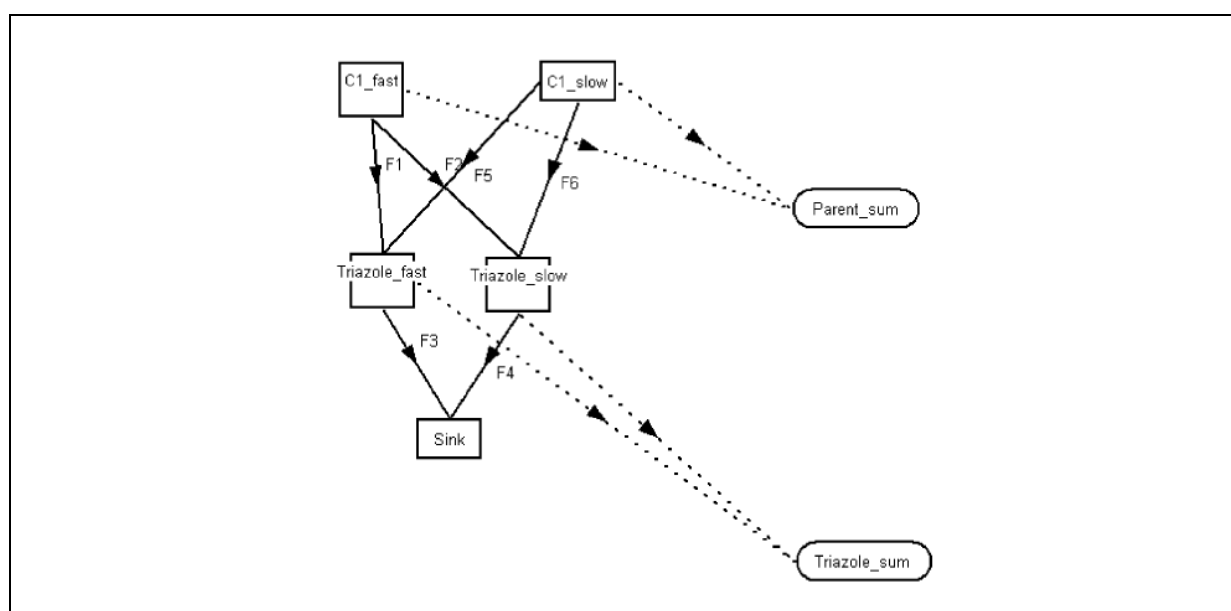 C1_fast
C1_slow
F1
F2
F5
F6
Parent_sum
Triazole_fast
Triazole_slow
F3
F4
Sink
Triazole_sum